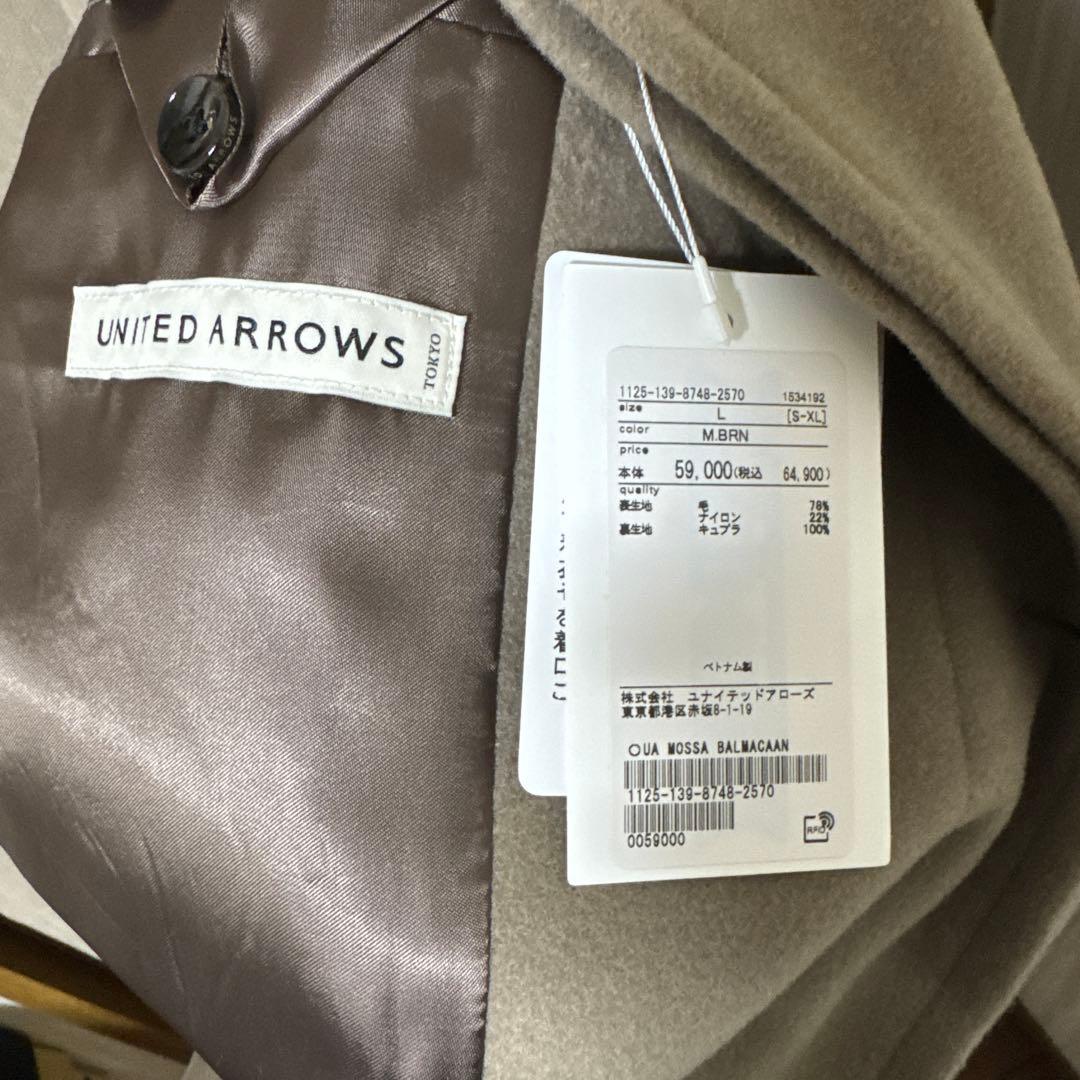 UNITED ARROWS
TOKYO
1125-139-8748-2570 1534192
size L [S-XL]
color M.BRN
price
本体 59,000(税込 64,900)
quality
表生地 毛 78%
ナイロン 22%
裏生地 キュプラ 100%
ベトナム製
株式会社 ユナイテッドアローズ
東京都港区赤坂8-1-19
○UA MOSSA BALMACAAN
1125-139-8748-2570
0059000
RFID